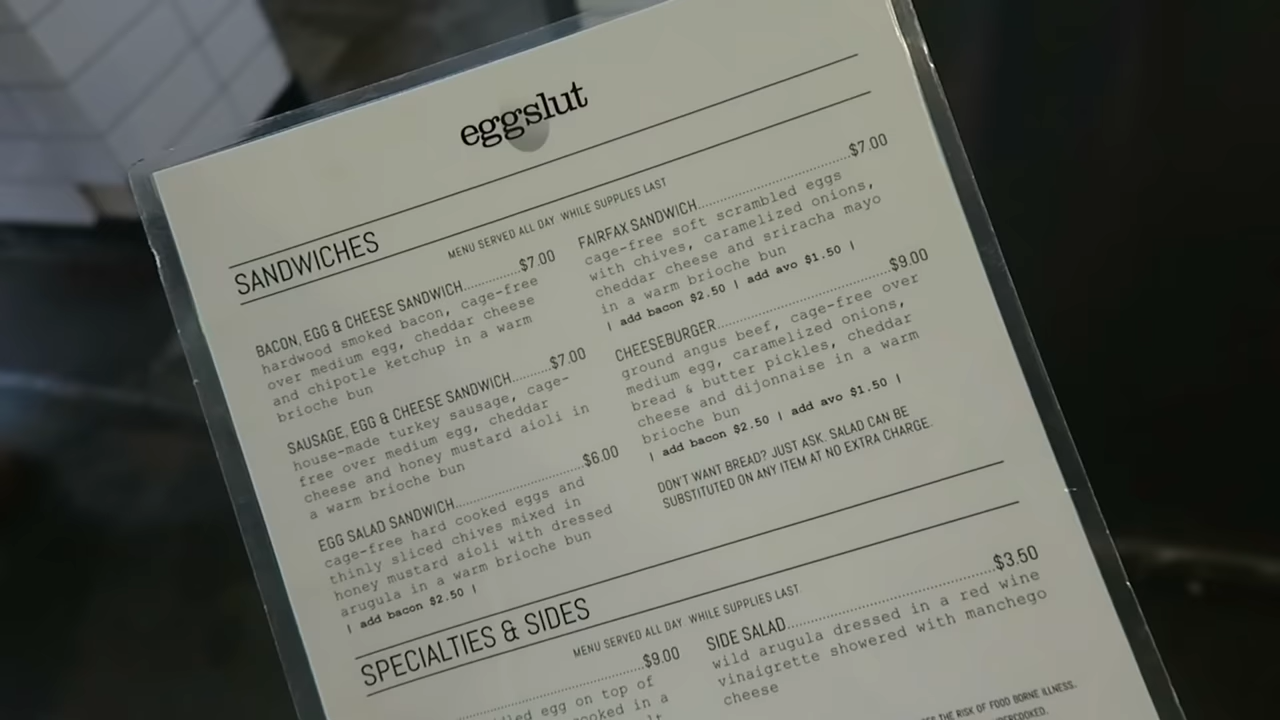 eggslut
SANDWICHES
MENU SERVED ALL DAY WHILE SUPPLIES LAST
BACON, EGG & CHEESE SANDWICH..........$7.00
hardwood smoked bacon, cage-free
over medium egg, cheddar cheese
and chipotle ketchup in a warm
brioche bun
SAUSAGE, EGG & CHEESE SANDWICH.........$7.00
house-made turkey sausage, cage-
free over medium egg, cheddar
cheese and honey mustard aioli in
a warm brioche bun
EGG SALAD SANDWICH..............................$6.00
cage-free hard cooked eggs and
thinly sliced chives mixed in
honey mustard aioli with dressed
arugula in a warm brioche bun
| add bacon $2.50 |
FAIRFAX SANDWICH....................................$7.00
cage-free soft scrambled eggs
with chives, caramelized onions,
cheddar cheese and sriracha mayo
in a warm brioche bun
| add bacon $2.50 | add avo $1.50 |
CHEESEBURGER.........................................$9.00
ground angus beef, cage-free over
medium egg, caramelized onions,
bread & butter pickles, cheddar
cheese and dijonnaise in a warm
brioche bun
| add bacon $2.50 | add avo $1.50 |
DON'T WANT BREAD? JUST ASK. SALAD CAN BE
SUBSTITUTED ON ANY ITEM AT NO EXTRA CHARGE.
SPECIALTIES & SIDES
MENU SERVED ALL DAY WHILE SUPPLIES LAST
$9.00
egg on top of
in a
SIDE SALAD...............................................$3.50
wild arugula dressed in a red wine
vinaigrette showered with manchego
cheese
THE RISK OF FOOD BORNE ILLNESS.